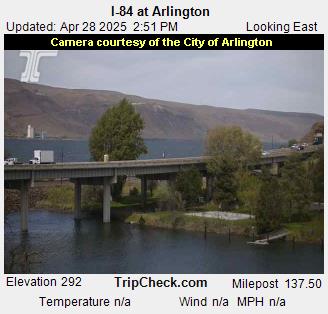 I-84 at Arlington
Updated: Apr 28 2025 2:51 PM Looking East
Camera courtesy of the City of Arlington
Elevation 292 TripCheck.com Milepost 137.50
Temperature n/a Wind n/a MPH n/a